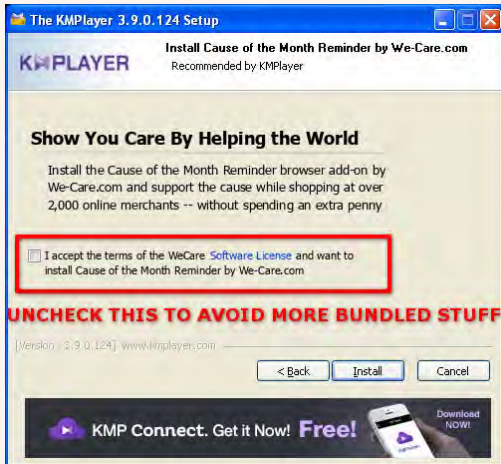 The KMPlayer 3.9.0.124 Setup
KMPLAYER
Install Cause of the Month Reminder by We-Care.com
Recommended by KMPlayer
Show You Care By Helping the World
Install the Cause of the Month Reminder browser add-on by
We-Care.com and support the cause while shopping at over
2,000 online merchants -- without spending an extra penny
I accept the terms of the WeCare Software License and want to
install Cause of the Month Reminder by We-Care.com
UNCHECK THIS TO AVOID MORE BUNDLED STUFF
[Version : 3.9.0.124] www.kmplayer.com
< Back
Install
Cancel
KMP Connect. Get it Now! Free!
Download
NOW!